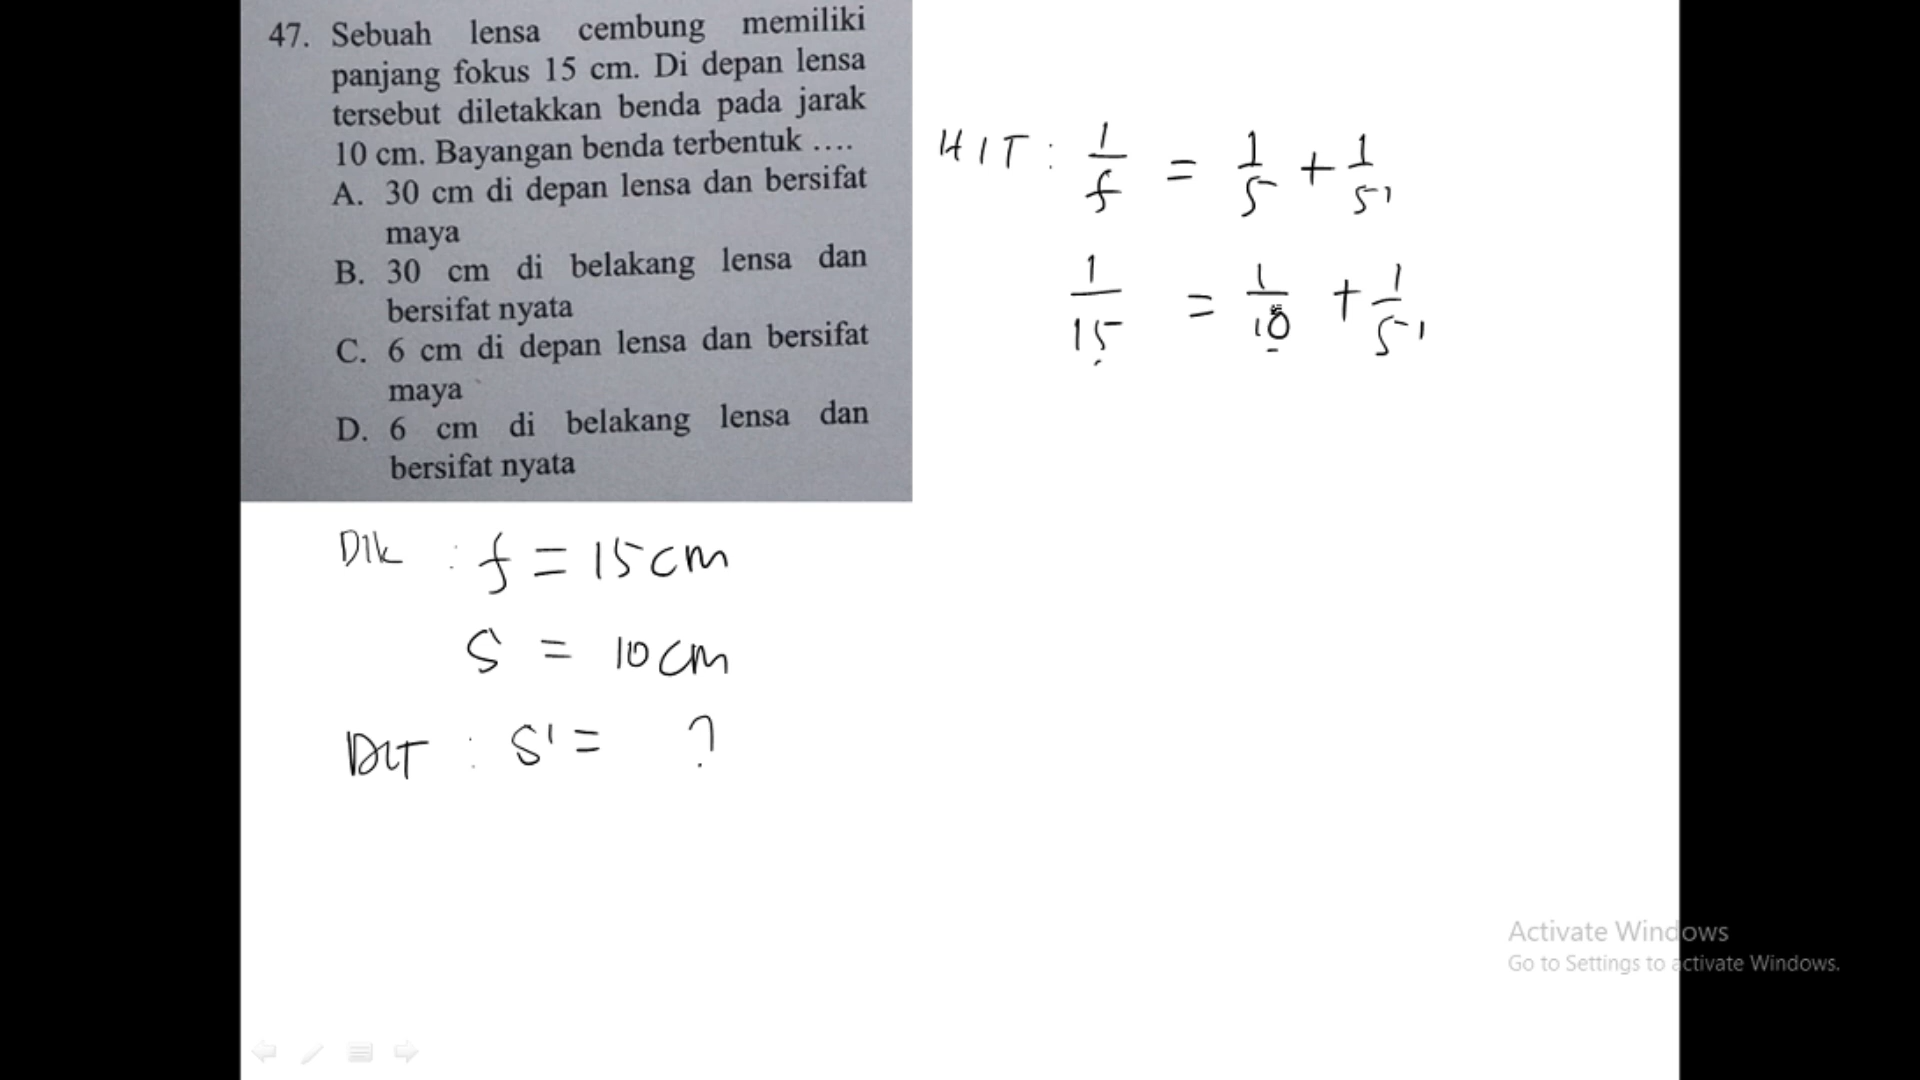 47. Sebuah lensa cembung memiliki
panjang fokus 15 cm. Di depan lensa
tersebut diletakkan benda pada jarak
10 cm. Bayangan benda terbentuk ....
A. 30 cm di depan lensa dan bersifat
maya
B. 30 cm di belakang lensa dan
bersifat nyata
C. 6 cm di depan lensa dan bersifat
maya
D. 6 cm di belakang lensa dan
bersifat nyata
DIK : f = 15 cm
S = 10 cm
DIT : S' = ?
HIT : 1/f = 1/S + 1/S'
1/15 = 1/10 + 1/S'
Activate Windows
Go to Settings to activate Windows.